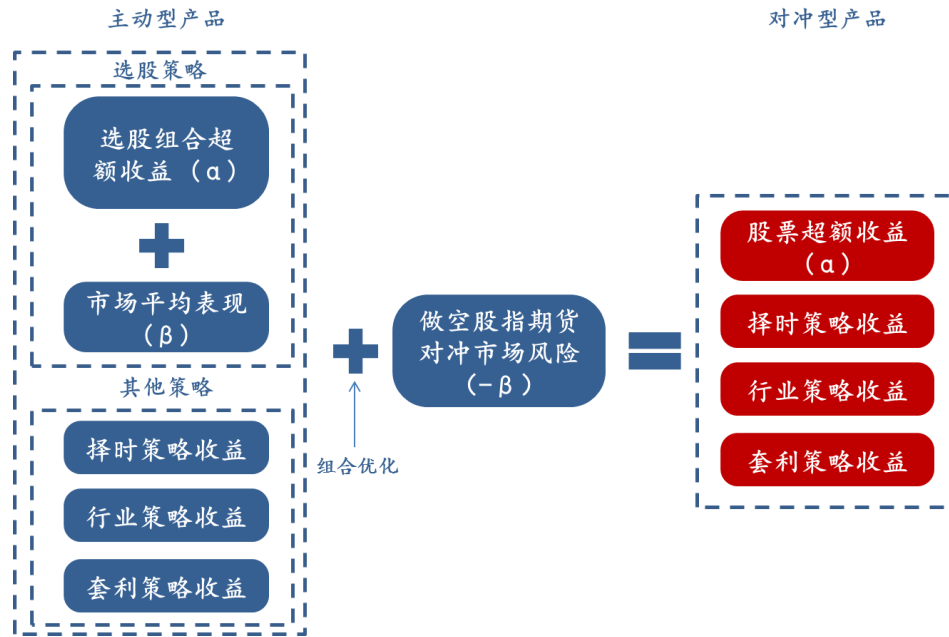 主动型产品
对冲型产品
选股策略
选股组合超
额收益（α）
市场平均表现
（β）
其他策略
择时策略收益
行业策略收益
套利策略收益
组合优化
做空股指期货
对冲市场风险
（-β）
股票超额收益
（α）
择时策略收益
行业策略收益
套利策略收益